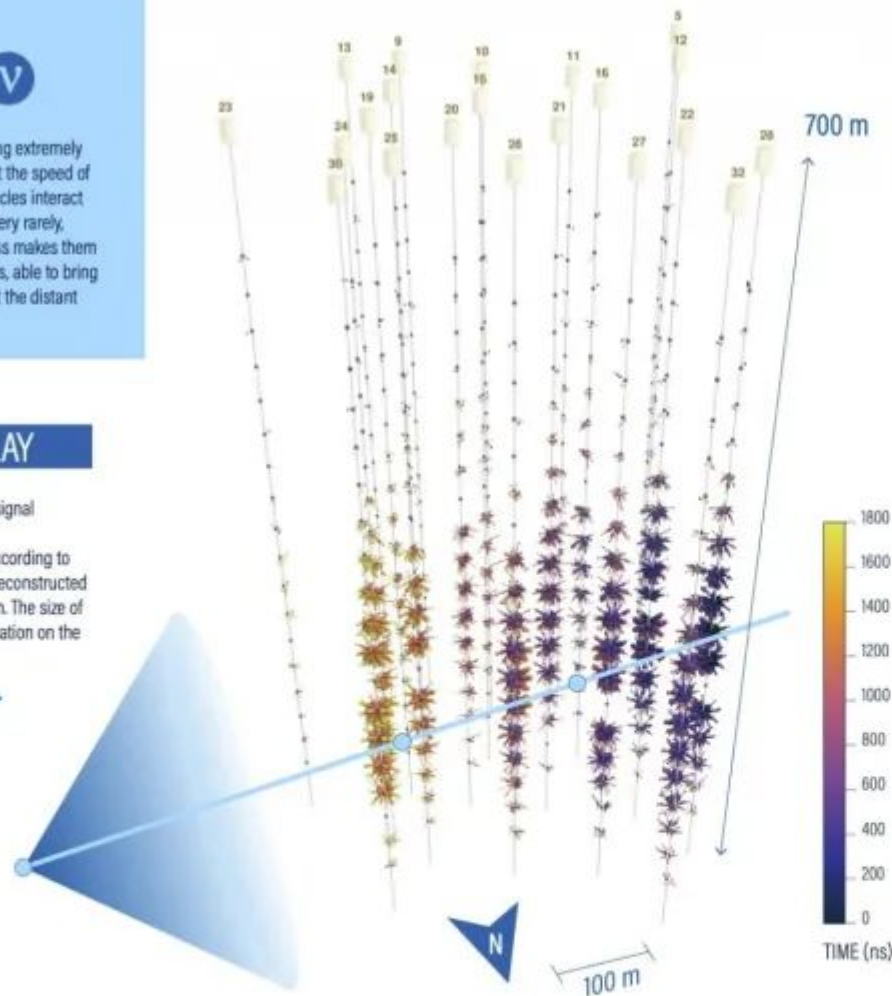 ν
ng extremely
t the speed of
cles interact
ery rarely,
ss makes them
s, able to bring
t the distant
AY
ignal
ccording to
econstructed
n. The size of
ation on the
5
12
9
13
14
10
15
11
16
19
23
20
21
22
24
25
26
27
28
30
32
700 m
1800
1600
1400
1200
1000
800
600
400
200
0
TIME (ns)
N
100 m